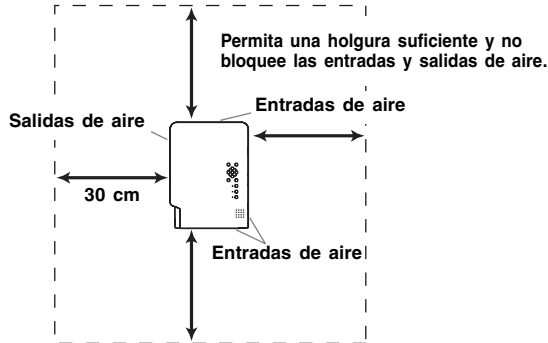 Permita una holgura suficiente y no
bloquee las entradas y salidas de aire.
Entradas de aire
Salidas de aire
30 cm
Entradas de aire